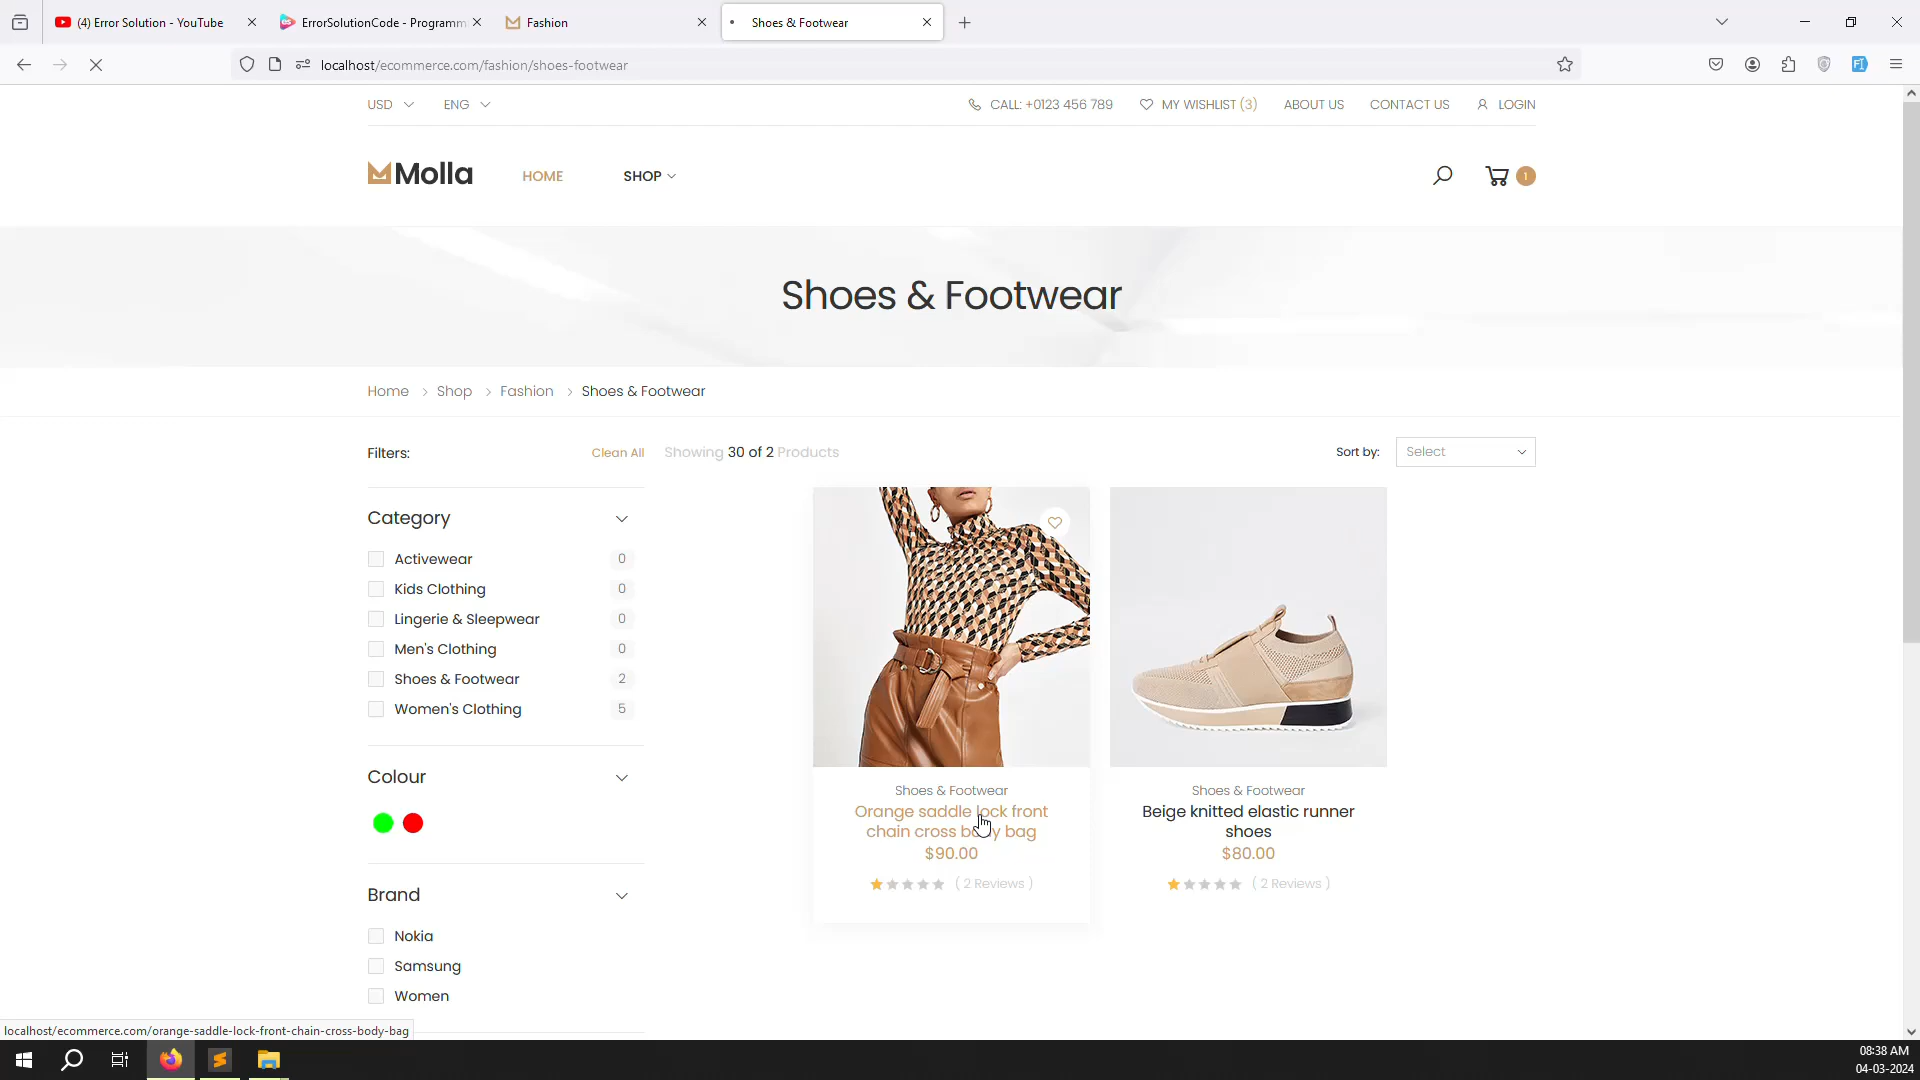 (4) Error Solution - YouTube
ErrorSolutionCode - Programm
Fashion
Shoes & Footwear
localhost/ecommerce.com/fashion/shoes-footwear
USD
ENG
CALL: +0123 456 789
MY WISHLIST (3)
ABOUT US
CONTACT US
LOGIN
Molla
HOME
SHOP
1
Shoes & Footwear
Home
Shop
Fashion
Shoes & Footwear
Filters:
Clean All
Showing 30 of 2 Products
Sort by:
Select
Category
Activewear 0
Kids Clothing 0
Lingerie & Sleepwear 0
Men's Clothing 0
Shoes & Footwear 2
Women's Clothing 5
Colour
Brand
Nokia
Samsung
Women
Shoes & Footwear
Orange saddle lock front
chain cross body bag
$90.00
( 2 Reviews )
Shoes & Footwear
Beige knitted elastic runner
shoes
$80.00
( 2 Reviews )
localhost/ecommerce.com/orange-saddle-lock-front-chain-cross-body-bag
08:38 AM
04-03-2024